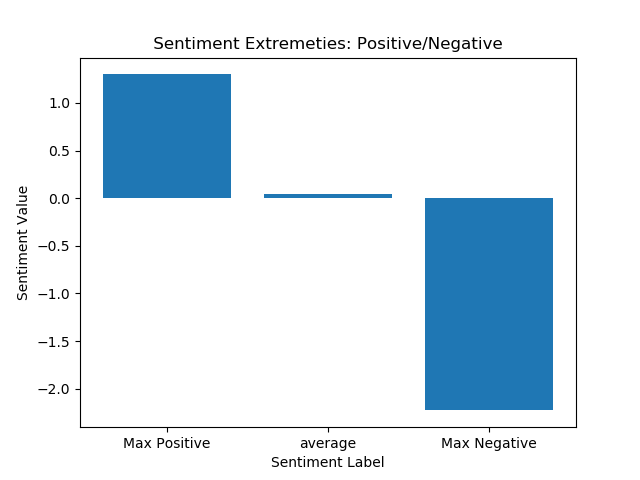 Sentiment Extremeties: Positive/Negative
1.0
0.5
0.0
−0.5
−1.0
−1.5
−2.0
Sentiment Value
Max Positive
average
Max Negative
Sentiment Label